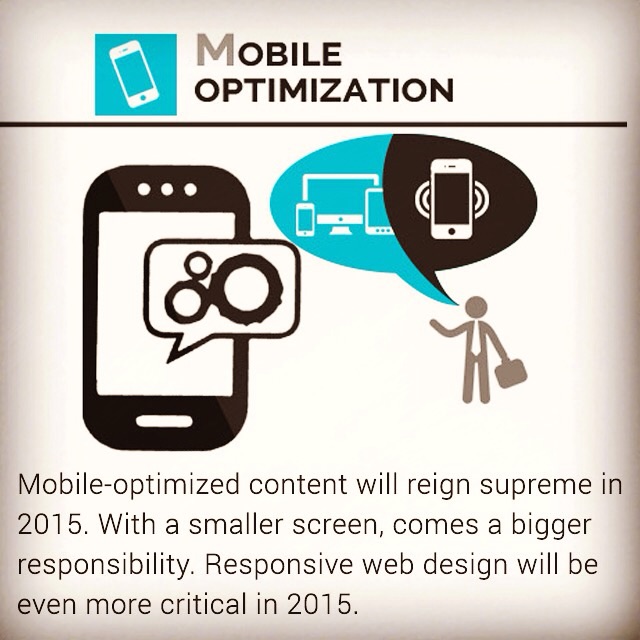 MOBILE
OPTIMIZATION
Mobile-optimized content will reign supreme in
2015. With a smaller screen, comes a bigger
responsibility. Responsive web design will be
even more critical in 2015.